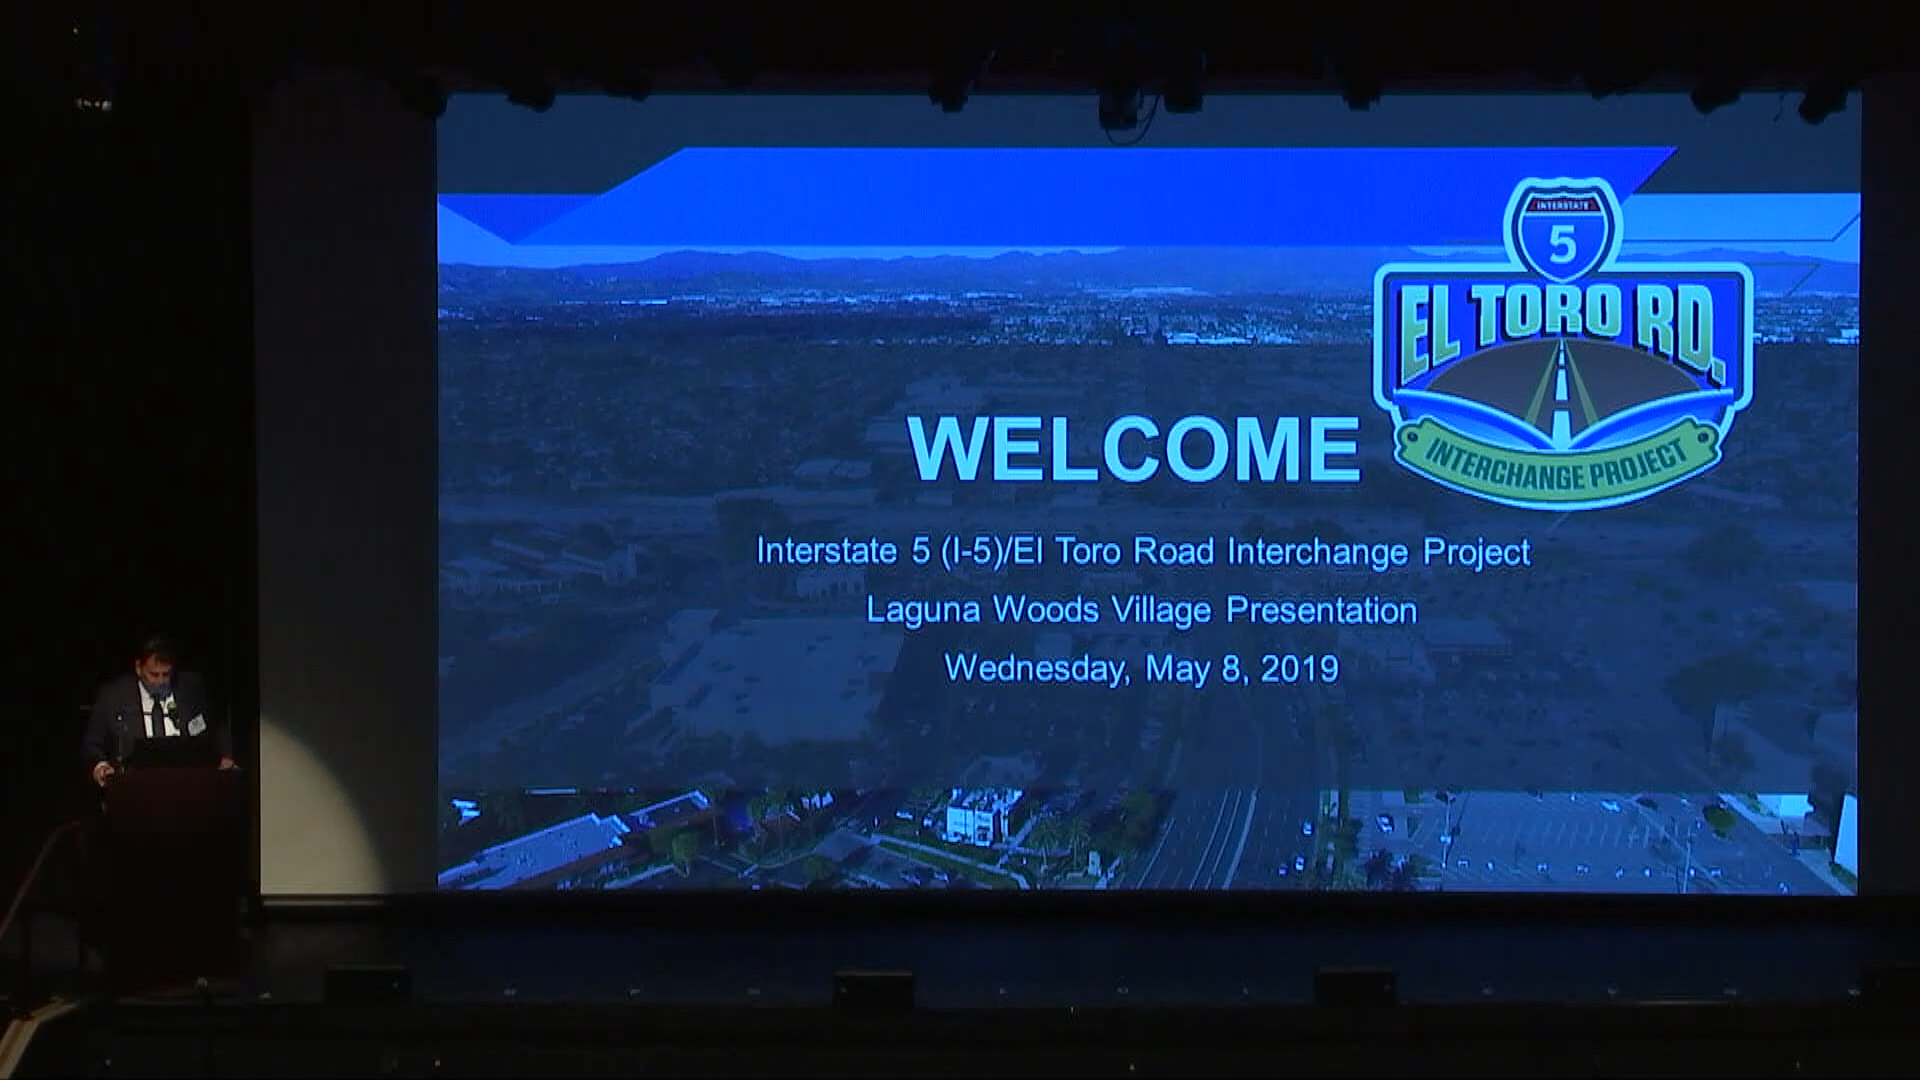 INTERSTATE
5
EL TORO RD.
INTERCHANGE PROJECT
WELCOME
Interstate 5 (I-5)/El Toro Road Interchange Project
Laguna Woods Village Presentation
Wednesday, May 8, 2019